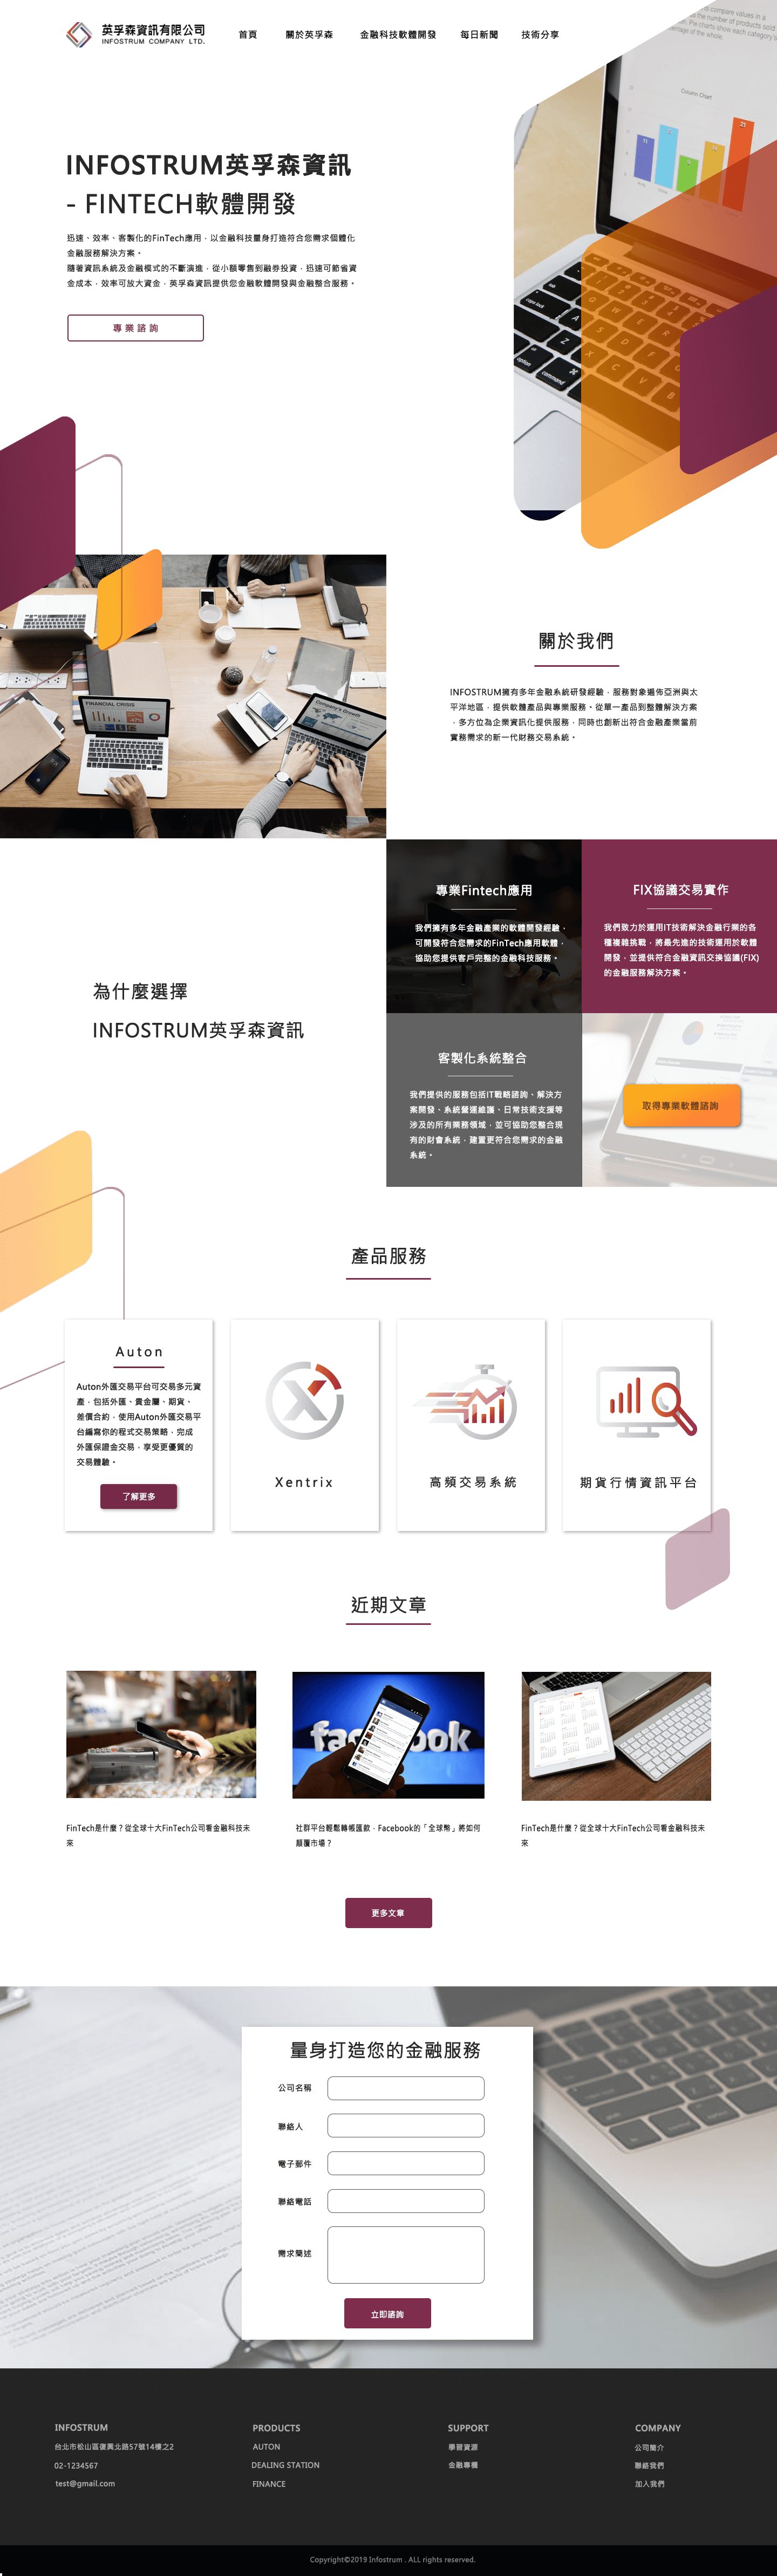 英孚森資訊有限公司
INFOSTRUM COMPANY LTD.
首頁 關於英孚森 金融科技軟體開發 每日新聞 技術分享
Column Chart
INFOSTRUM英孚森資訊
- FINTECH軟體開發
迅速、效率、客製化的FinTech應用，以金融科技量身打造符合您需求個體化
金融服務解決方案。
隨著資訊系統及金融模式的不斷演進，從小額零售到融券投資，迅速可節省資
金成本，效率可放大資金，英孚森資訊提供您金融軟體開發與金融整合服務。
專業諮詢
FINANCIAL CRISIS
Company's Growth
關於我們
INFOSTRUM擁有多年金融系統研發經驗，服務對象遍佈亞洲與太
平洋地區，提供軟體產品與專業服務。從單一產品到整體解決方案
，多方位為企業資訊化提供服務，同時也創新出符合金融產業當前
實務需求的新一代財務交易系統。
專業Fintech應用
我們擁有多年金融產業的軟體開發經驗，
可開發符合您需求的FinTech應用軟體，
協助您提供客戶完整的金融科技服務。
FIX協議交易實作
我們致力於運用IT技術解決金融行業的各
種複雜挑戰，將最先進的技術運用於軟體
開發，並提供符合金融資訊交換協議(FIX)
的金融服務解決方案。
為什麼選擇
INFOSTRUM英孚森資訊
客製化系統整合
我們提供的服務包括IT戰略諮詢、解決方
案開發、系統營運維護、日常技術支援等
涉及的所有業務領域，並可協助您整合現
有的財會系統，建置更符合您需求的金融
系統。
取得專業軟體諮詢
產品服務
Auton
Auton外匯交易平台可交易多元資
產，包括外匯、貴金屬、期貨、
差價合約，使用Auton外匯交易平
台編寫你的程式交易策略，完成
外匯保證金交易，享受更優質的
交易體驗。
了解更多
Xentrix
高頻交易系統
期貨行情資訊平台
近期文章
facebook
FinTech是什麼？從全球十大FinTech公司看金融科技未
來
社群平台輕鬆轉帳匯款，Facebook的「全球幣」將如何
顛覆市場？
FinTech是什麼？從全球十大FinTech公司看金融科技未
來
更多文章
量身打造您的金融服務
公司名稱
聯絡人
電子郵件
聯絡電話
需求簡述
立即諮詢
INFOSTRUM
台北市松山區復興北路57號14樓之2
02-1234567
test@gmail.com
PRODUCTS
AUTON
DEALING STATION
FINANCE
SUPPORT
學習資源
金融專欄
COMPANY
公司簡介
聯絡我們
加入我們
Copyright©2019 Infostrum . ALL rights reserved.